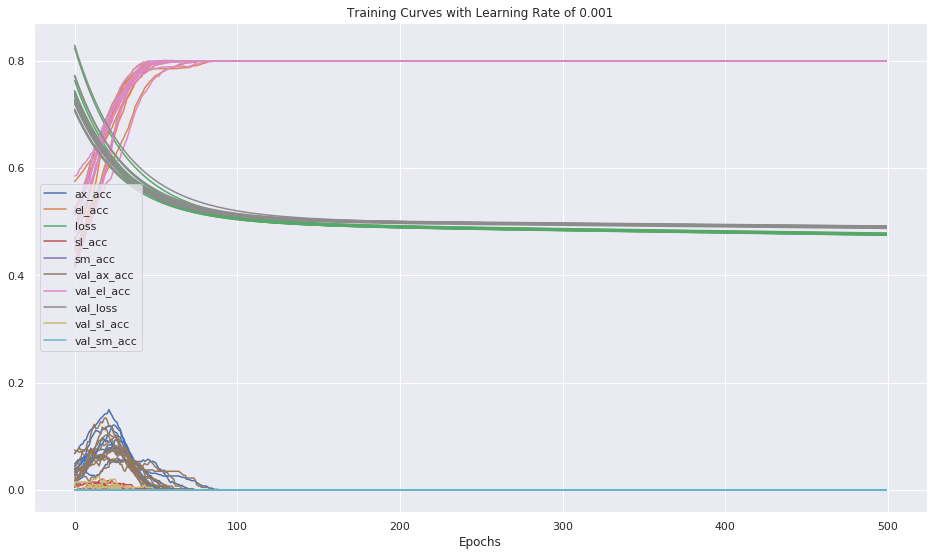 Training Curves with Learning Rate of 0.001
0.8
0.6
0.4
0.2
0.0
ax_acc
el_acc
loss
sl_acc
sm_acc
val_ax_acc
val_el_acc
val_loss
val_sl_acc
val_sm_acc
0 100 200 300 400 500
Epochs